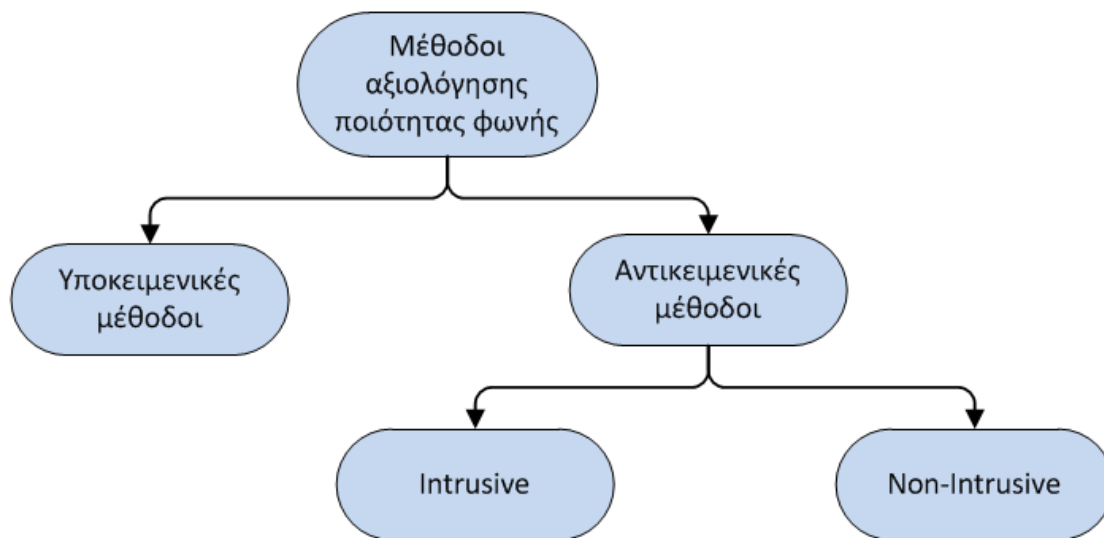 Μέθοδοι
αξιολόγησης
ποιότητας φωνής
Υποκειμενικές
μέθοδοι
Αντικειμενικές
μέθοδοι
Intrusive
Non-Intrusive